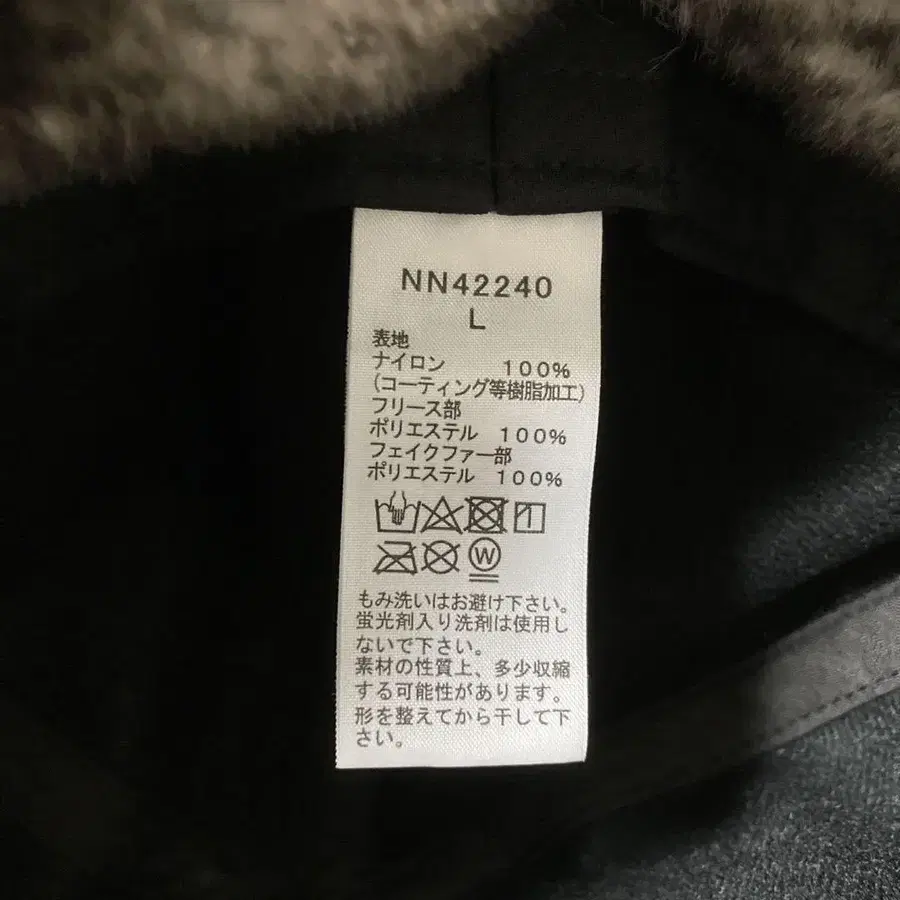 NN42240
L
表地
ナイロン 100%
(コーティング等樹脂加工)
フリース部
ポリエステル 100%
フェイクファー部
ポリエステル 100%
W
もみ洗いはお避け下さい。
蛍光剤入り洗剤は使用し
ないで下さい。
素材の性質上、多少収縮
する可能性があります。
形を整えてから干して下
さい。